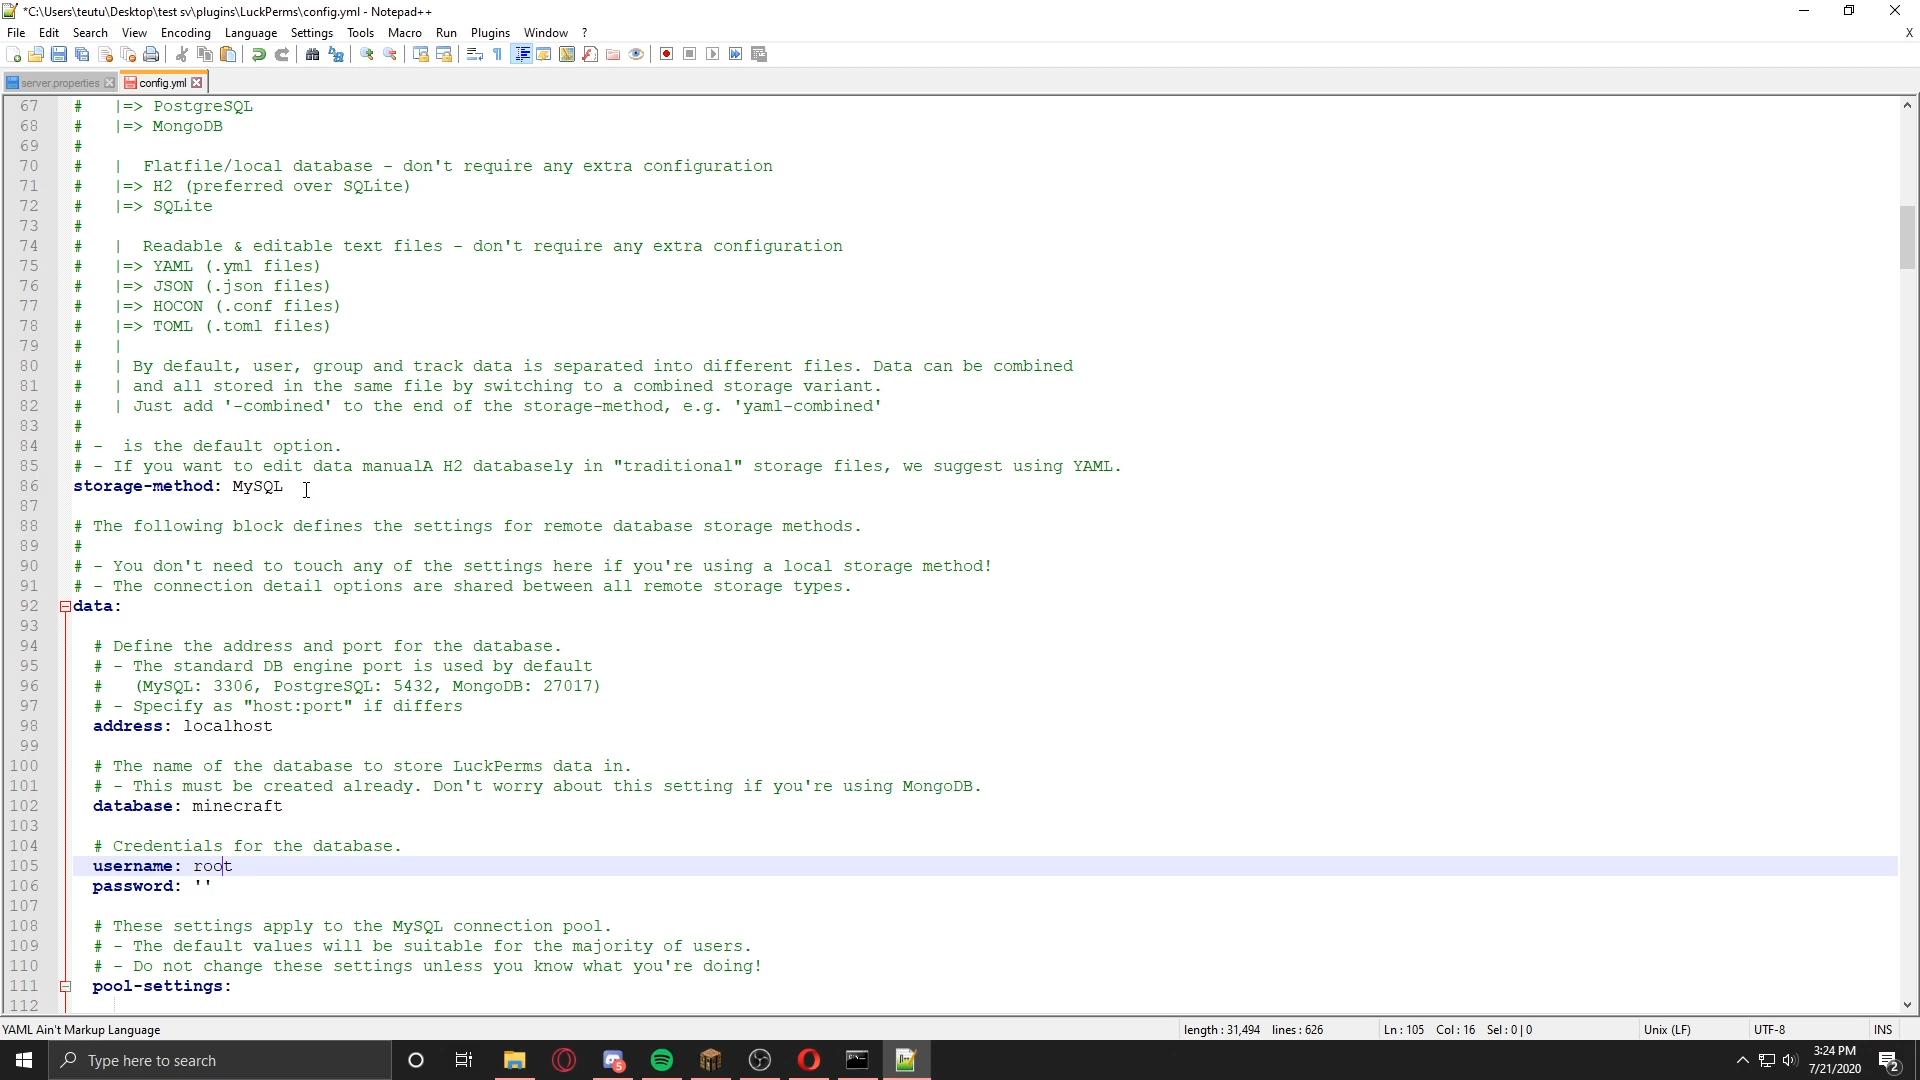 *C:\Users\teutu\Desktop\test sv\plugins\LuckPerms\config.yml - Notepad++
File Edit Search View Encoding Language Settings Tools Macro Run Plugins Window ? X
server.properties config.yml
67 # |=> PostgreSQL
68 # |=> MongoDB
69 #
70 # | Flatfile/local database - don't require any extra configuration
71 # |=> H2 (preferred over SQLite)
72 # |=> SQLite
73 #
74 # | Readable & editable text files - don't require any extra configuration
75 # |=> YAML (.yml files)
76 # |=> JSON (.json files)
77 # |=> HOCON (.conf files)
78 # |=> TOML (.toml files)
79 # |
80 # | By default, user, group and track data is separated into different files. Data can be combined
81 # | and all stored in the same file by switching to a combined storage variant.
82 # | Just add '-combined' to the end of the storage-method, e.g. 'yaml-combined'
83 #
84 # -  is the default option.
85 # - If you want to edit data manualA H2 databasely in "traditional" storage files, we suggest using YAML.
86 storage-method: MySQL
87
88 # The following block defines the settings for remote database storage methods.
89 #
90 # - You don't need to touch any of the settings here if you're using a local storage method!
91 # - The connection detail options are shared between all remote storage types.
92 data:
93
94 # Define the address and port for the database.
95 # - The standard DB engine port is used by default
96 #   (MySQL: 3306, PostgreSQL: 5432, MongoDB: 27017)
97 # - Specify as "host:port" if differs
98 address: localhost
99
100 # The name of the database to store LuckPerms data in.
101 # - This must be created already. Don't worry about this setting if you're using MongoDB.
102 database: minecraft
103
104 # Credentials for the database.
105 username: root
106 password: ''
107
108 # These settings apply to the MySQL connection pool.
109 # - The default values will be suitable for the majority of users.
110 # - Do not change these settings unless you know what you're doing!
111 pool-settings:
112
YAML Ain't Markup Language length : 31,494 lines : 626 Ln : 105 Col : 16 Sel : 0 | 0 Unix (LF) UTF-8 INS
Type here to search 5 3:24 PM
7/21/2020 2